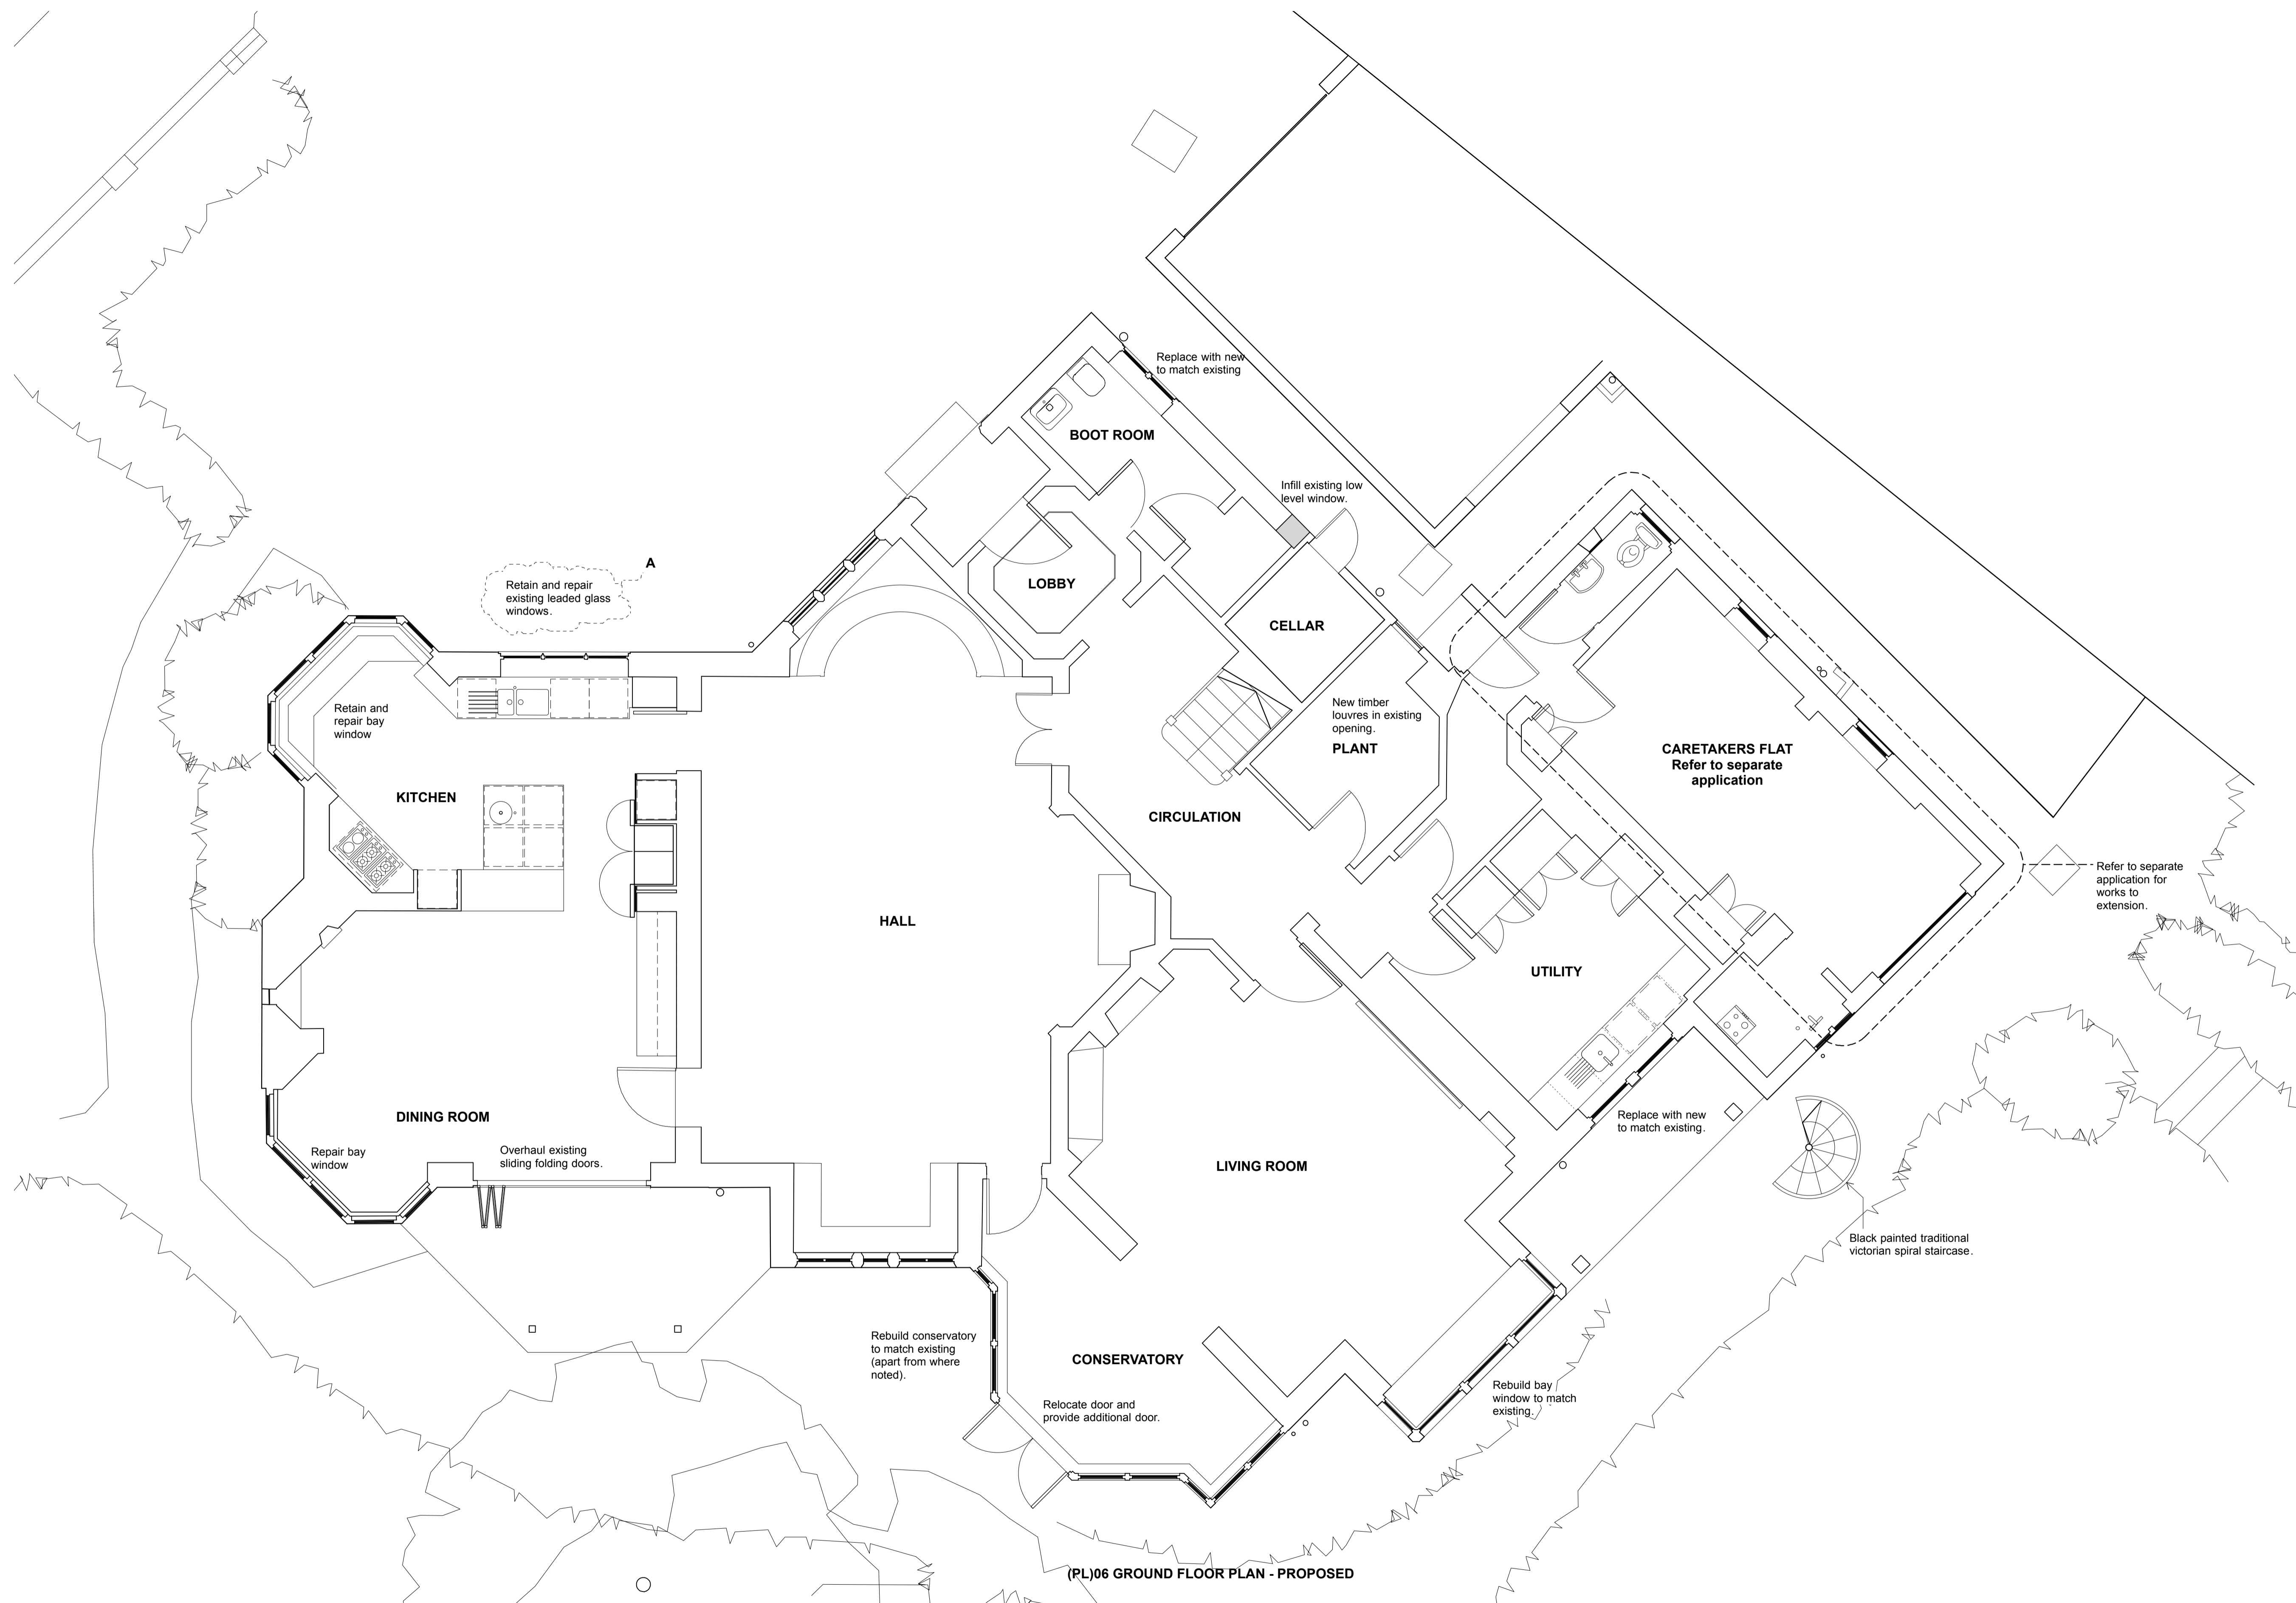 Replace with new
to match existing
BOOT ROOM
Infill existing low
level window.
A
Retain and repair
existing leaded glass
windows.
LOBBY
CELLAR
Retain and
repair bay
window
New timber
louvres in existing
opening.
PLANT
CARETAKERS FLAT
Refer to separate
application
KITCHEN
CIRCULATION
Refer to separate
application for
works to
extension.
HALL
UTILITY
DINING ROOM
Replace with new
to match existing.
Repair bay
window
Overhaul existing
sliding folding doors.
LIVING ROOM
Black painted traditional
victorian spiral staircase.
Rebuild conservatory
to match existing
(apart from where
noted).
CONSERVATORY
Relocate door and
provide additional door.
Rebuild bay
window to match
existing.
(PL)06 GROUND FLOOR PLAN - PROPOSED